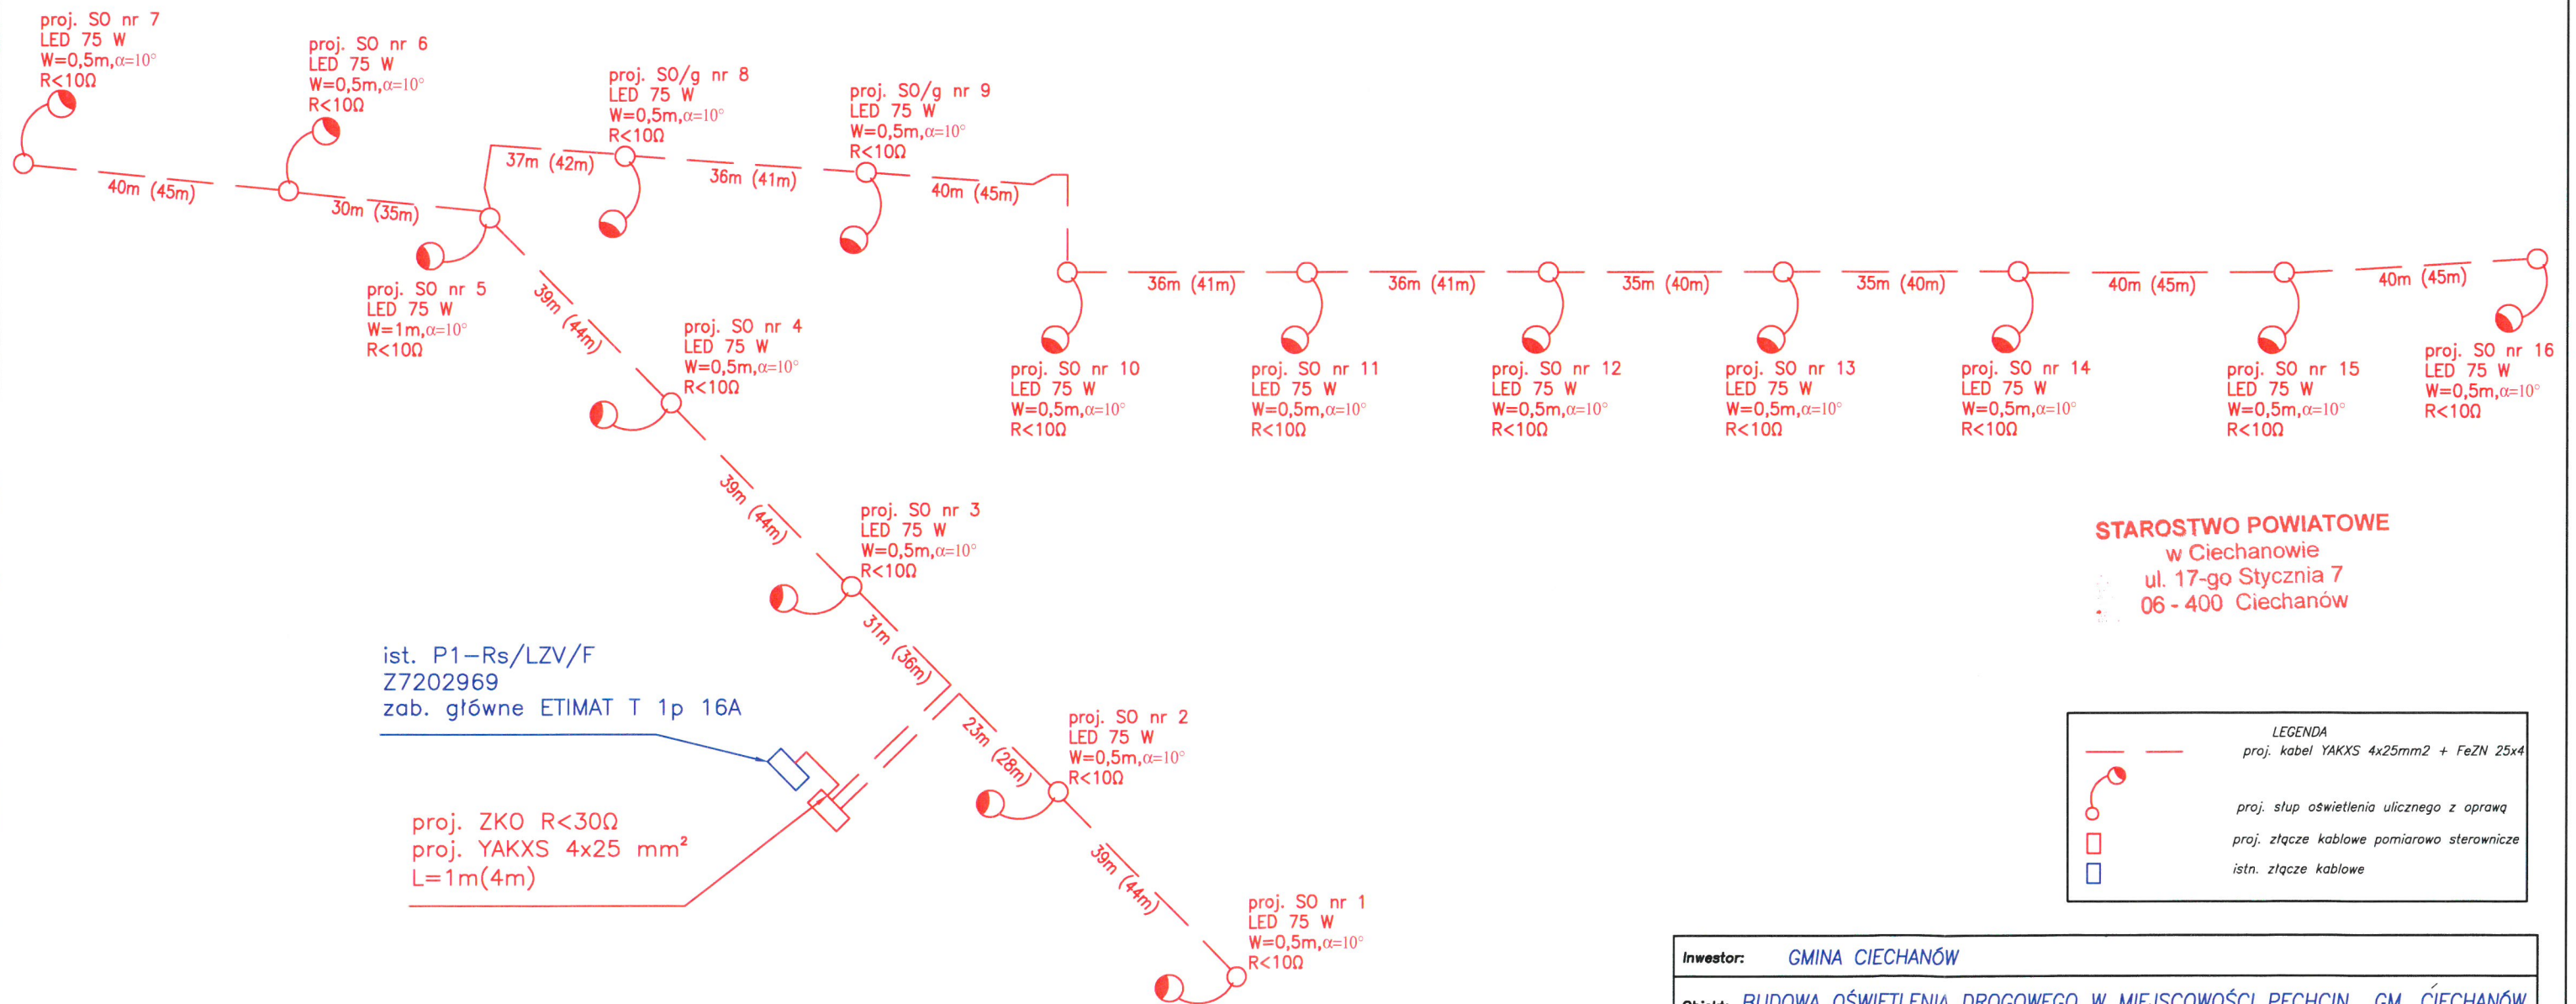 proj. SO nr 7
LED 75 W
W=0,5m,α=10°
R<10Ω
proj. SO nr 6
LED 75 W
W=0,5m,α=10°
R<10Ω
proj. SO/g nr 8
LED 75 W
W=0,5m,α=10°
R<10Ω
proj. SO/g nr 9
LED 75 W
W=0,5m,α=10°
R<10Ω
40m (45m)
30m (35m)
37m (42m)
36m (41m)
40m (45m)
proj. SO nr 5
LED 75 W
W=1m,α=10°
R<10Ω
39m (44m)
36m (41m)
36m (41m)
35m (40m)
35m (40m)
40m (45m)
40m (45m)
proj. SO nr 4
LED 75 W
W=0,5m,α=10°
R<10Ω
proj. SO nr 10
LED 75 W
W=0,5m,α=10°
R<10Ω
proj. SO nr 11
LED 75 W
W=0,5m,α=10°
R<10Ω
proj. SO nr 12
LED 75 W
W=0,5m,α=10°
R<10Ω
proj. SO nr 13
LED 75 W
W=0,5m,α=10°
R<10Ω
proj. SO nr 14
LED 75 W
W=0,5m,α=10°
R<10Ω
proj. SO nr 15
LED 75 W
W=0,5m,α=10°
R<10Ω
proj. SO nr 16
LED 75 W
W=0,5m,α=10°
R<10Ω
39m (44m)
proj. SO nr 3
LED 75 W
W=0,5m,α=10°
R<10Ω
STAROSTWO POWIATOWE
w Ciechanowie
ul. 17-go Stycznia 7
06 - 400 Ciechanów
31m (36m)
ist. P1-Rs/LZV/F
Z7202969
zab. główne ETIMAT T 1p 16A
23m (28m)
proj. SO nr 2
LED 75 W
W=0,5m,α=10°
R<10Ω
proj. ZKO R<30Ω
proj. YAKXS 4x25 mm²
L=1m(4m)
39m (44m)
proj. SO nr 1
LED 75 W
W=0,5m,α=10°
R<10Ω
LEGENDA
proj. kabel YAKXS 4x25mm2 + FeZN 25x4
proj. słup oświetlenia ulicznego z oprawą
proj. złącze kablowe pomiarowo sterownicze
istn. złącze kablowe
Inwestor: GMINA CIECHANÓW
Obiekt: BUDOWA OŚWIETLENIA DROGOWEGO W MIEJSCOWOŚCI PĘCHCIN, GM. CIECHANÓW